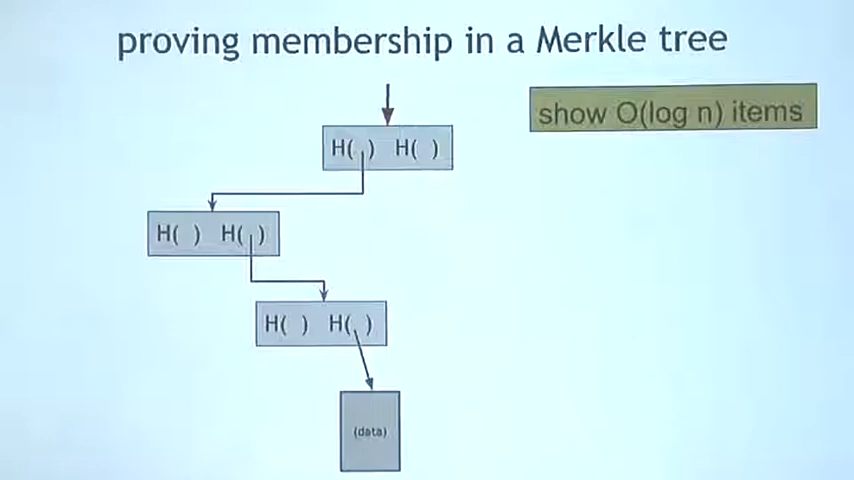 proving membership in a Merkle tree
show O(log n) items
H( ) H( )
H( ) H( )
H( ) H( )
(data)